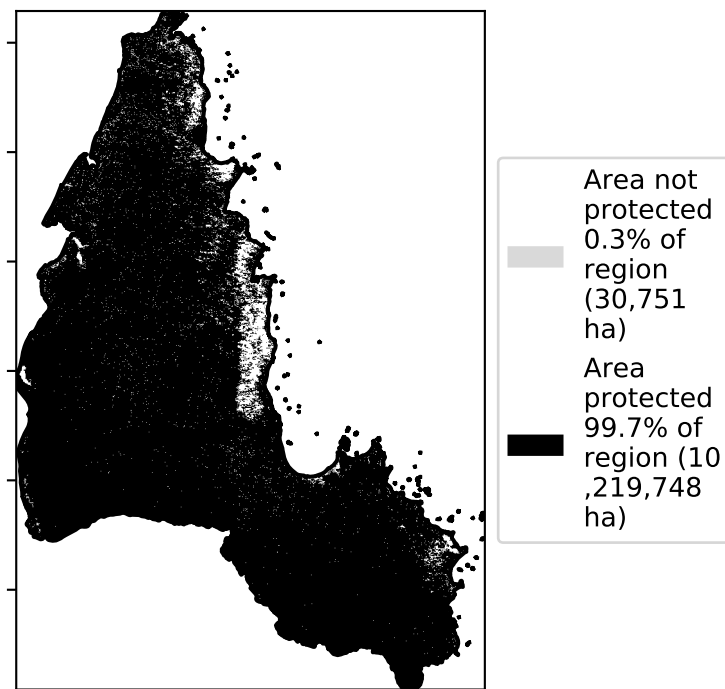 Area not
protected
0.3% of
region
(30,751
ha)
Area
protected
99.7% of
region (10
,219,748
ha)